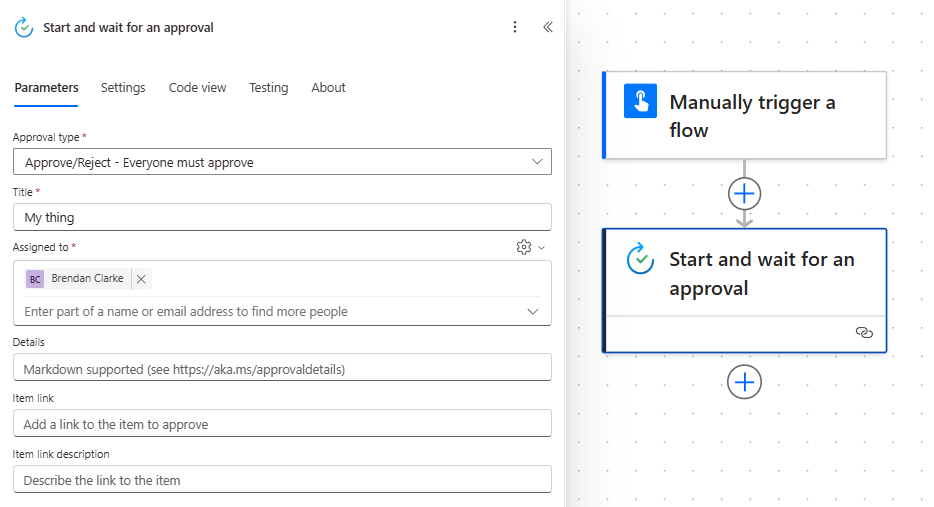 Start and wait for an approval
Parameters Settings Code view Testing About
Approval type *
Approve/Reject - Everyone must approve
Title *
My thing
Assigned to *
BC Brendan Clarke
Enter part of a name or email address to find more people
Details
Markdown supported (see https://aka.ms/approvaldetails)
Item link
Add a link to the item to approve
Item link description
Describe the link to the item
Manually trigger a
flow
Start and wait for an
approval